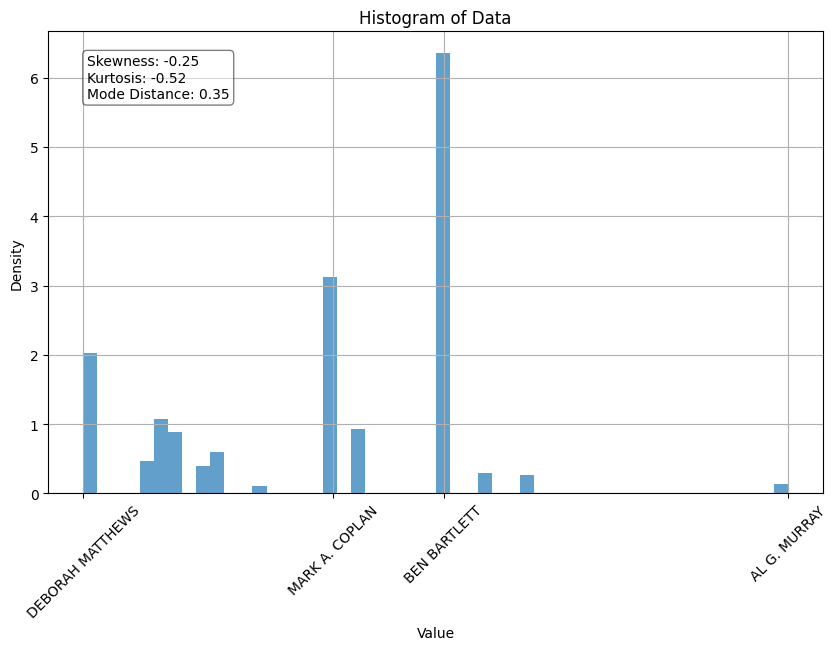 Histogram of Data
Skewness: -0.25
Kurtosis: -0.52
Mode Distance: 0.35
Density
6
5
4
3
2
1
0
DEBORAH MATTHEWS
MARK A. COPLAN
BEN BARTLETT
AL G. MURRAY
Value